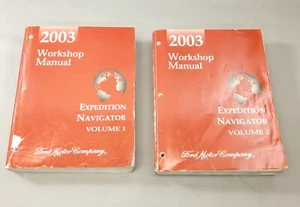 2003
Workshop
Manual
EXPEDITION
NAVIGATOR
VOLUME 1
Ford Motor Company
2003
Workshop
Manual
EXPEDITION
NAVIGATOR
VOLUME 2
Ford Motor Company